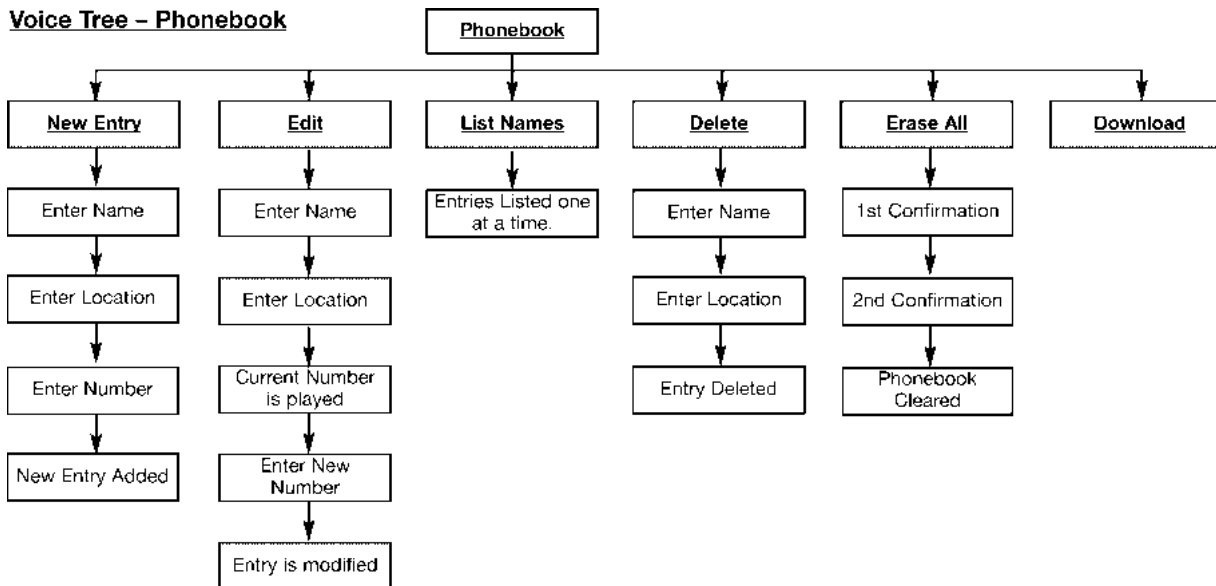 Voice Tree – Phonebook
Phonebook
New Entry
Edit
List Names
Delete
Erase All
Download
Enter Name
Enter Name
Entries Listed one
at a time.
Enter Name
1st Confirmation
Enter Location
Enter Location
Enter Location
2nd Confirmation
Enter Number
Current Number
is played
Entry Deleted
Phonebook
Cleared
New Entry Added
Enter New
Number
Entry is modified